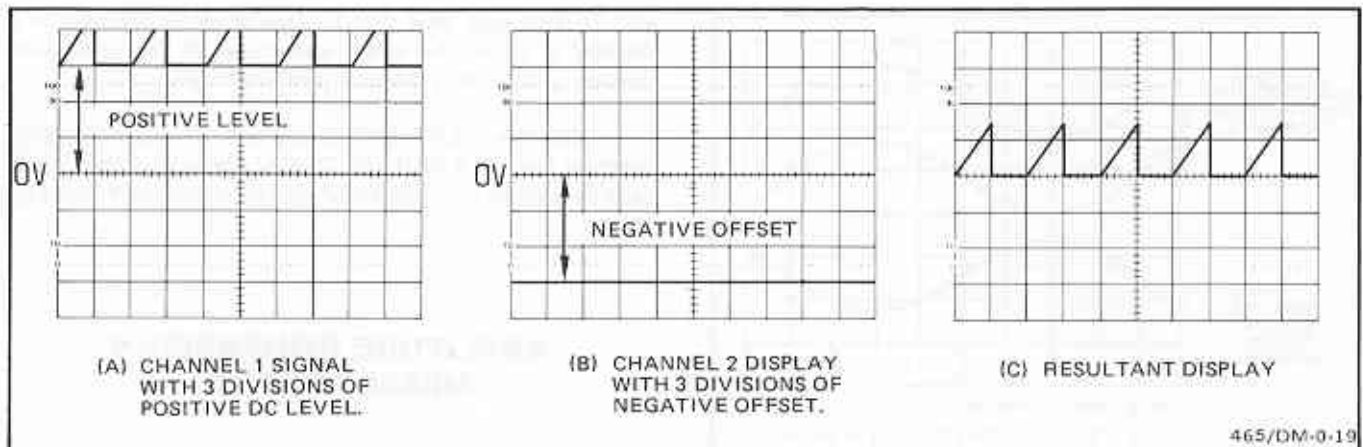 POSITIVE LEVEL
0V
(A) CHANNEL 1 SIGNAL
WITH 3 DIVISIONS OF
POSITIVE DC LEVEL.
0V
NEGATIVE OFFSET
(B) CHANNEL 2 DISPLAY
WITH 3 DIVISIONS OF
NEGATIVE OFFSET.
(C) RESULTANT DISPLAY
465/DM-0-19